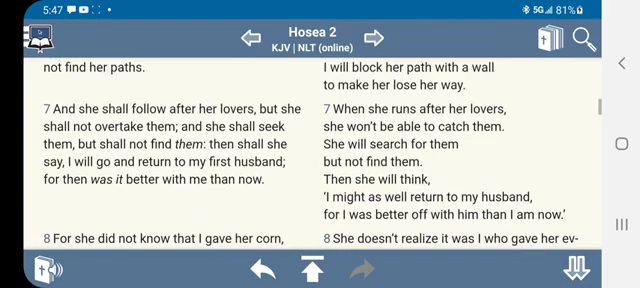 5:47
5G
81%
Hosea 2
KJV | NLT (online)
not find her paths.
7 And she shall follow after her lovers, but she
shall not overtake them; and she shall seek
them, but shall not find them: then shall she
say, I will go and return to my first husband;
for then was it better with me than now.
8 For she did not know that I gave her corn,
I will block her path with a wall
to make her lose her way.
7 When she runs after her lovers,
she won't be able to catch them.
She will search for them
but not find them.
Then she will think,
‘I might as well return to my husband,
for I was better off with him than I am now.’
8 She doesn't realize it was I who gave her ev-